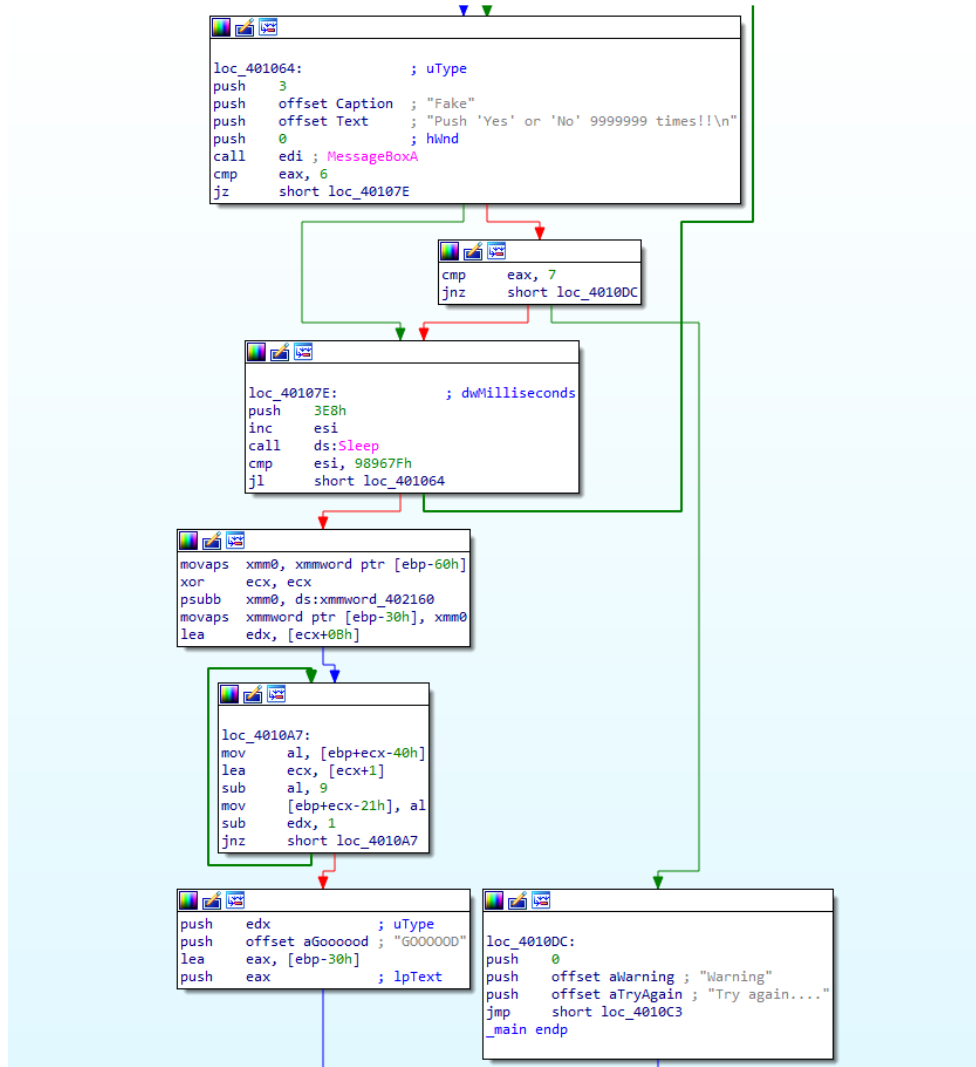 loc_401064: ; uType
push 3
push offset Caption ; "Fake"
push offset Text ; "Push 'Yes' or 'No' 9999999 times!!\n"
push 0 ; hWnd
call edi ; MessageBoxA
cmp eax, 6
jz short loc_40107E
cmp eax, 7
jnz short loc_4010DC
loc_40107E: ; dwMilliseconds
push 3E8h
inc esi
call ds:Sleep
cmp esi, 98967Fh
jl short loc_401064
movaps xmm0, xmmword ptr [ebp-60h]
xor ecx, ecx
psubb xmm0, ds:xmmword_402160
movaps xmmword ptr [ebp-30h], xmm0
lea edx, [ecx+0Bh]
loc_4010A7:
mov al, [ebp+ecx-40h]
lea ecx, [ecx+1]
sub al, 9
mov [ebp+ecx-21h], al
sub edx, 1
jnz short loc_4010A7
push edx ; uType
push offset aGoooood ; "GOOOOOD"
lea eax, [ebp-30h]
push eax ; lpText
loc_4010DC:
push 0
push offset aWarning ; "Warning"
push offset aTryAgain ; "Try again...."
jmp short loc_4010C3
_main endp